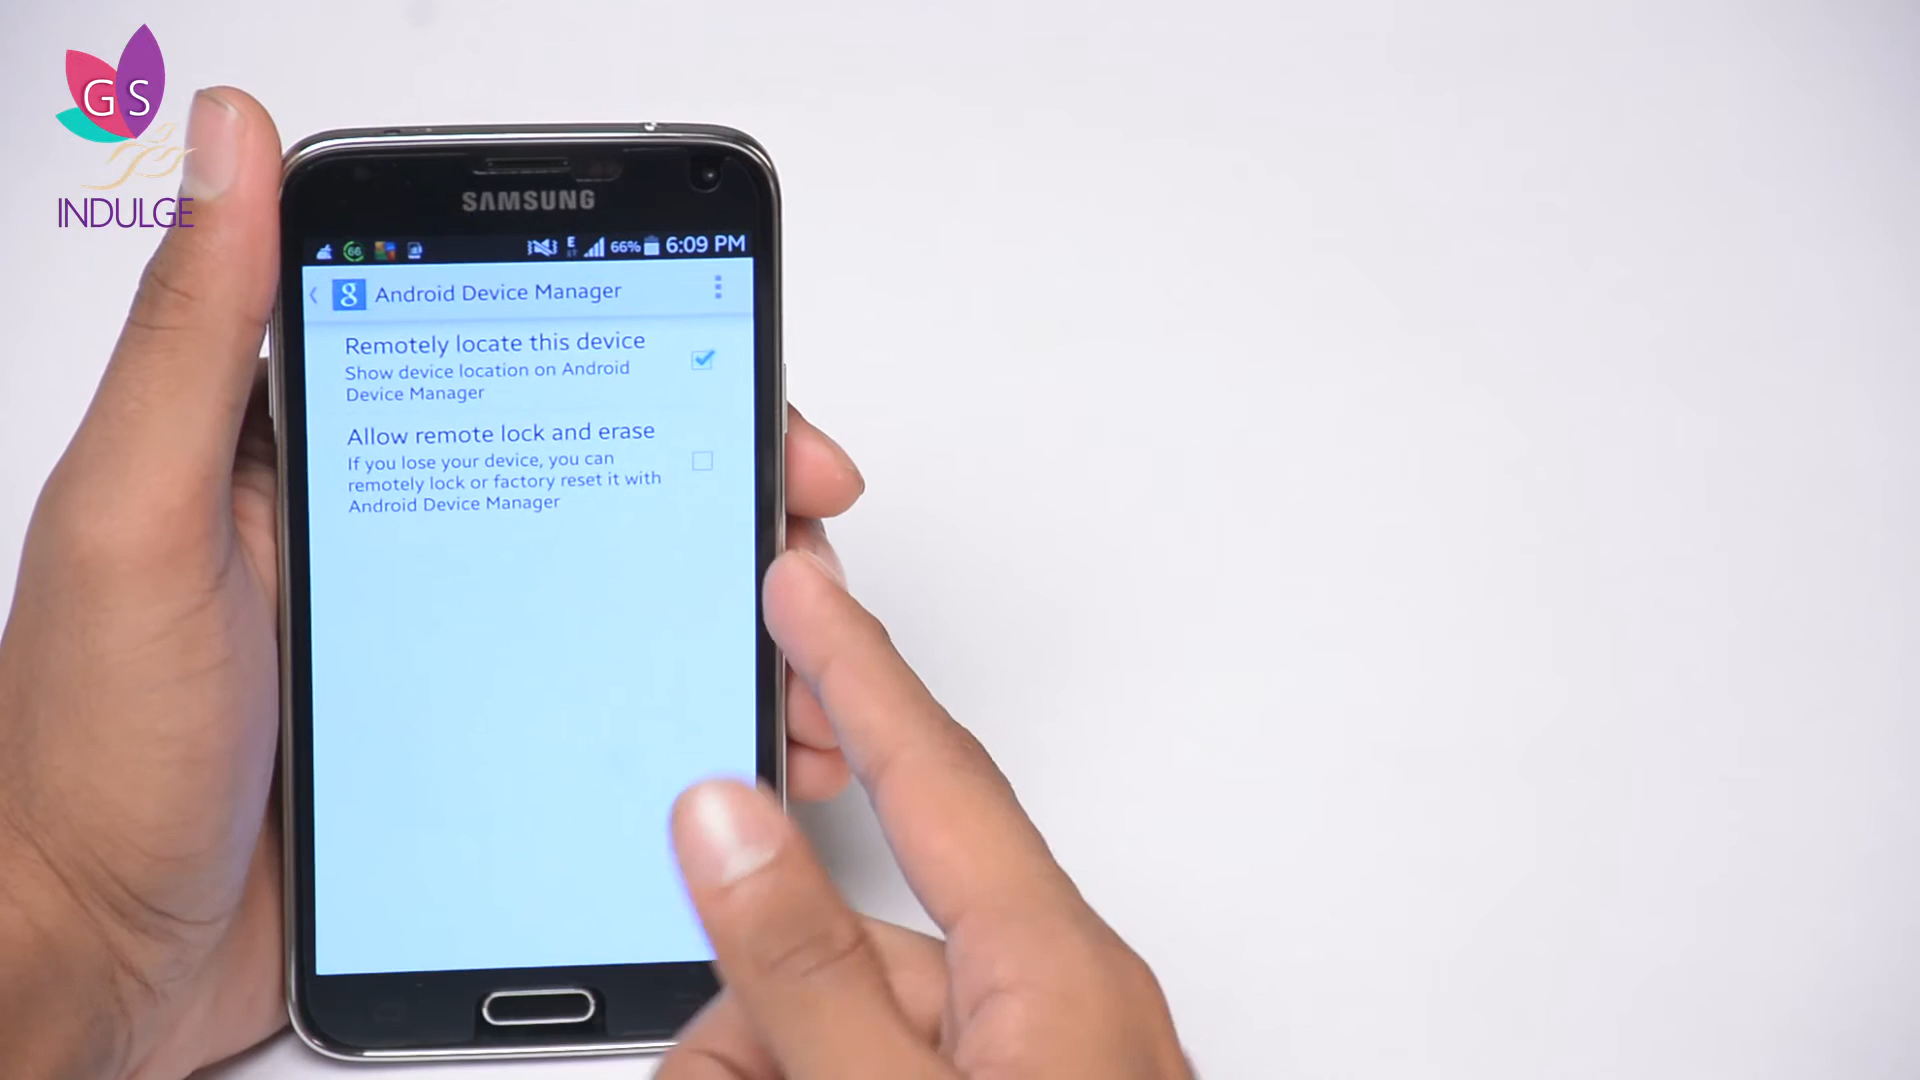 GS
INDULGE
SAMSUNG
66 66% 6:09 PM
8 Android Device Manager
Remotely locate this device
Show device location on Android
Device Manager
Allow remote lock and erase
If you lose your device, you can
remotely lock or factory reset it with
Android Device Manager